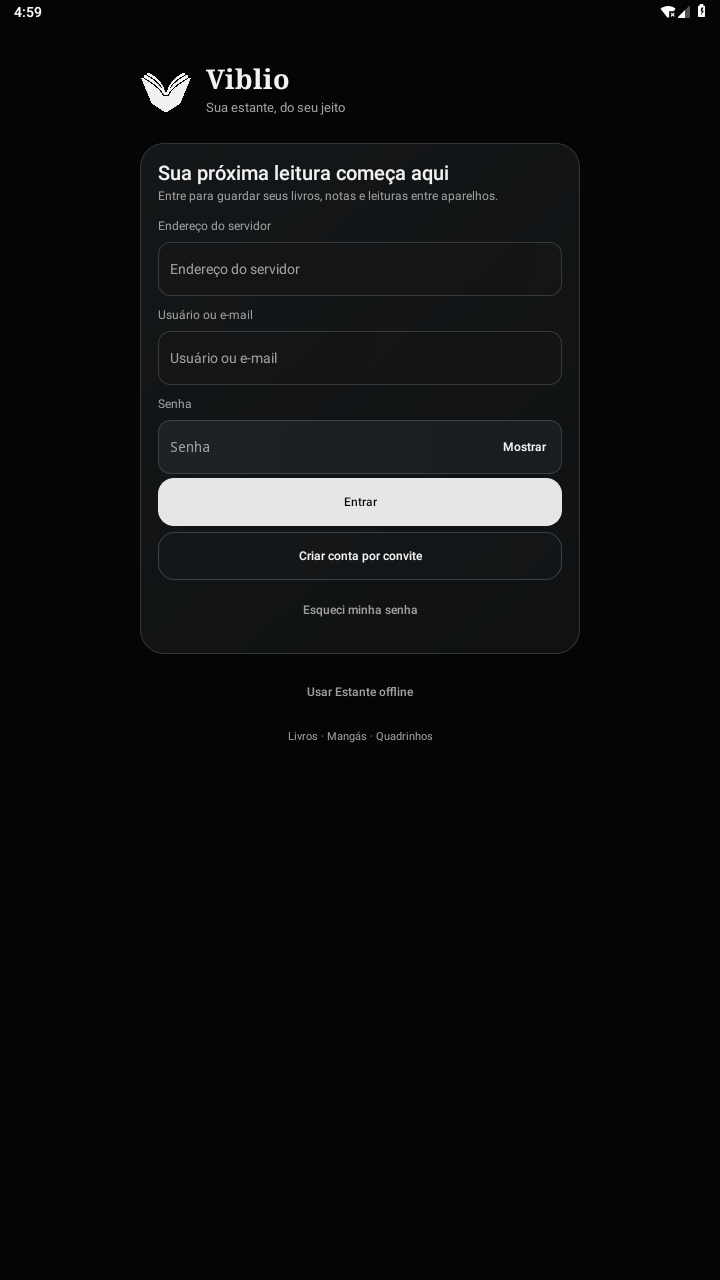 4:59
Viblio
Sua estante, do seu jeito
Sua próxima leitura começa aqui
Entre para guardar seus livros, notas e leituras entre aparelhos.
Endereço do servidor
Endereço do servidor
Usuário ou e-mail
Usuário ou e-mail
Senha
Senha Mostrar
Entrar
Criar conta por convite
Esqueci minha senha
Usar Estante offline
Livros · Mangás · Quadrinhos